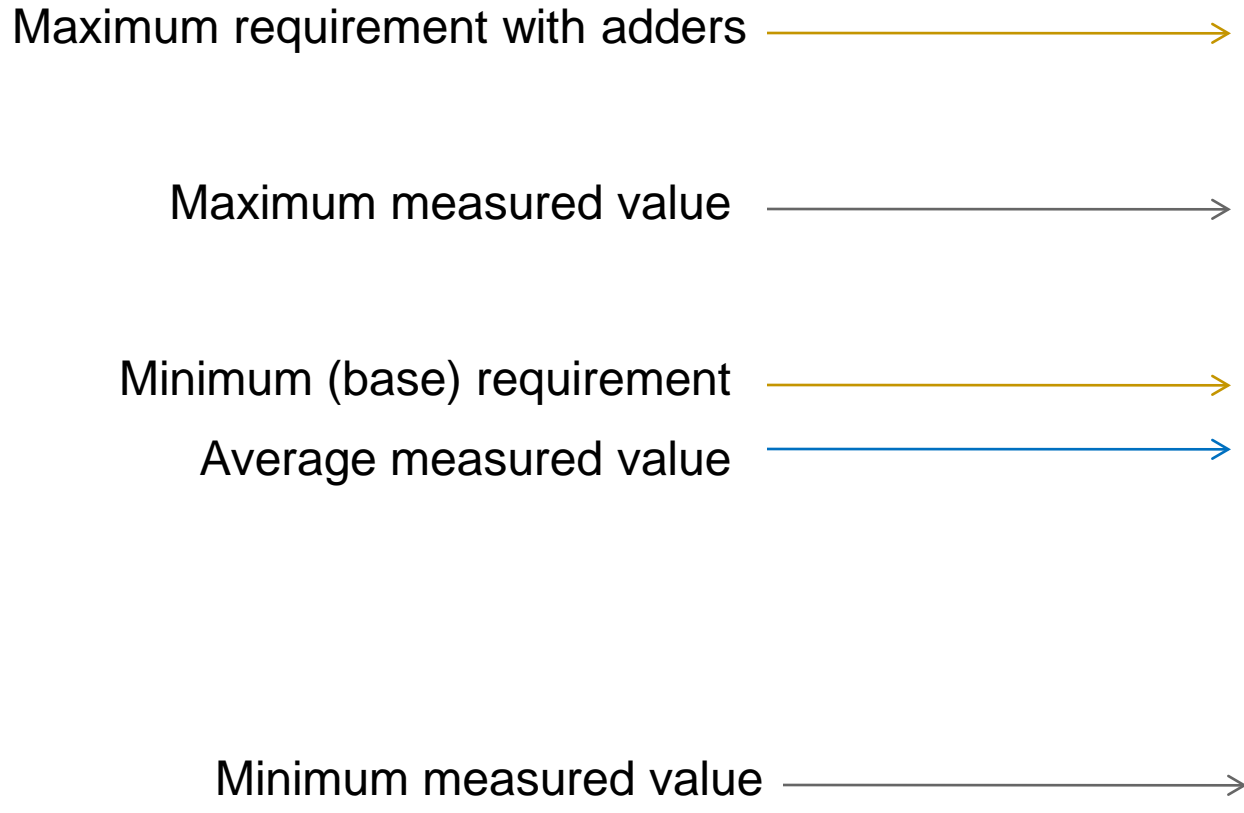 Maximum requirement with adders
Maximum measured value
Minimum (base) requirement
Average measured value
Minimum measured value